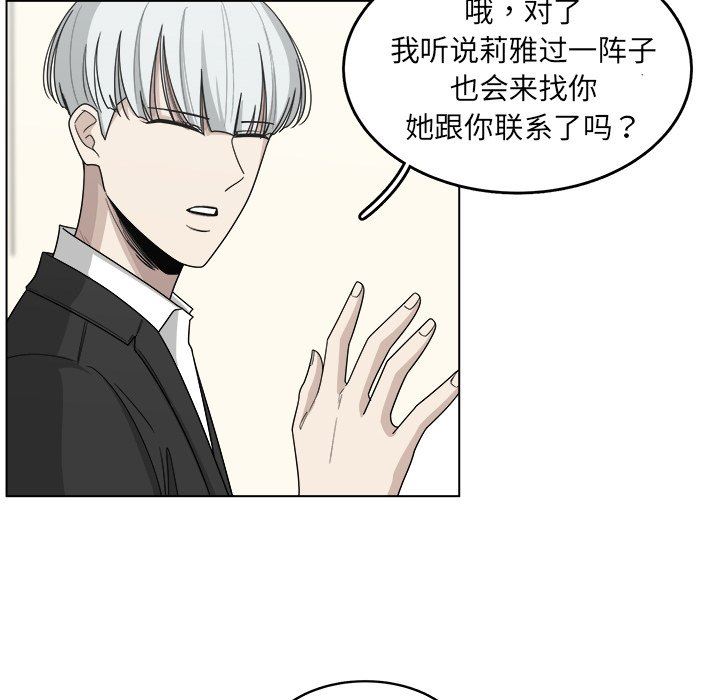 哦，对了
我听说莉雅过一阵子
也会来找你
她跟你联系了吗？